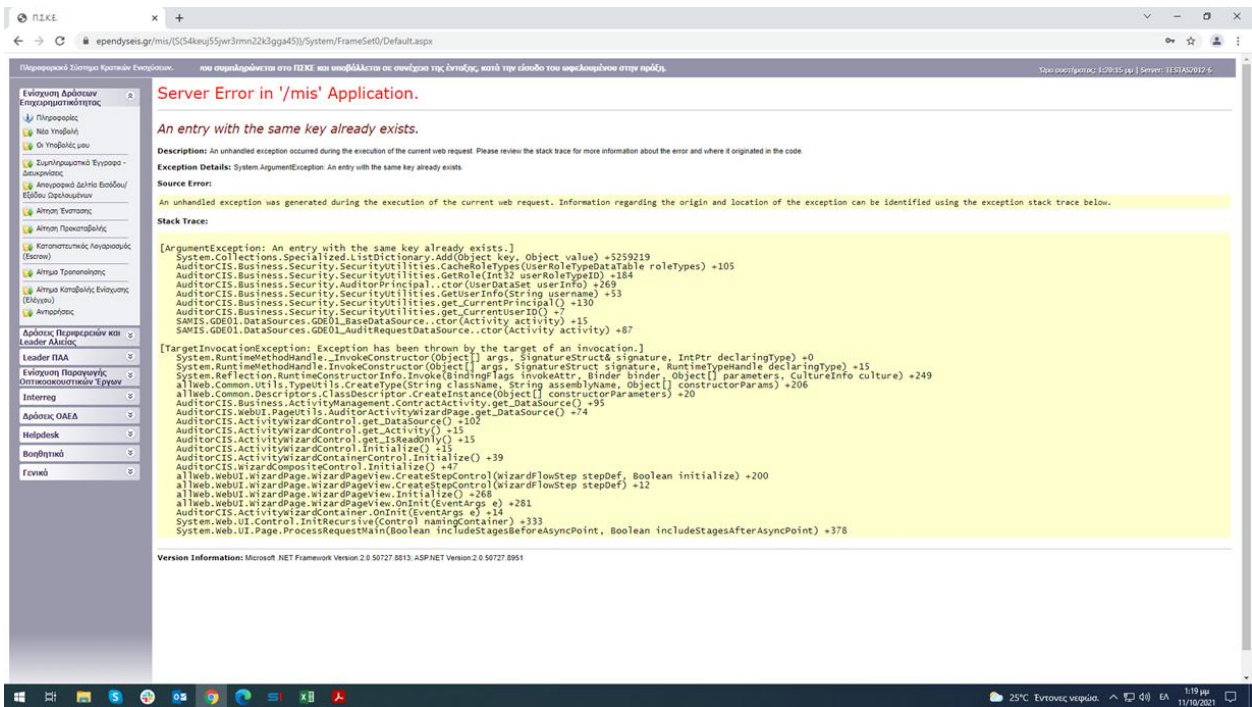 Π.Σ.Κ.Ε.
ependyseis.gr/mis/(S(54keuj55jwr3rmn22k3gga45))/System/FrameSet0/Default.aspx
Πληροφοριακό Σύστημα Κρατικών Ενισχύσεων.
που συμπληρώνεται στο ΠΣΚΕ και υποβάλλεται σε συνέχεια της ένταξης, κατά την είσοδο του ωφελουμένου στην πράξη.
Ώρα συστήματος: 1:20:15 μμ | Server: TESTAS2012-6
Ενίσχυση Δράσεων
Επιχειρηματικότητας
Πληροφορίες
Νέα Υποβολή
Οι Υποβολές μου
Συμπληρωματικά Έγγραφα -
Διευκρινίσεις
Απογραφικά Δελτία Εισόδου/
Εξόδου Ωφελουμένων
Αίτηση Ένστασης
Αίτηση Προκαταβολής
Καταπιστευτικός Λογαριασμός
(Escrow)
Αίτημα Τροποποίησης
Αίτημα Καταβολής Ενίσχυσης
(Ελέγχου)
Αντιρρήσεις
Δράσεις Περιφερειών και
Leader Αλιείας
Leader ΠΑΑ
Ενίσχυση Παραγωγής
Οπτικοακουστικών Έργων
Interreg
Δράσεις ΟΑΕΔ
Helpdesk
Βοηθητικά
Γενικά
Server Error in '/mis' Application.
An entry with the same key already exists.
Description: An unhandled exception occurred during the execution of the current web request. Please review the stack trace for more information about the error and where it originated in the code.
Exception Details: System.ArgumentException: An entry with the same key already exists.
Source Error:
An unhandled exception was generated during the execution of the current web request. Information regarding the origin and location of the exception can be identified using the exception stack trace below.
Stack Trace:
[ArgumentException: An entry with the same key already exists.]
System.Collections.Specialized.ListDictionary.Add(Object key, Object value) +5259219
AuditorCIS.Business.Security.SecurityUtilities.CacheRoleTypes(UserRoleTypeDataTable roleTypes) +105
AuditorCIS.Business.Security.SecurityUtilities.GetRole(Int32 userRoleTypeID) +184
AuditorCIS.Business.Security.AuditorPrincipal..ctor(UserDataSet userInfo) +269
AuditorCIS.Business.Security.SecurityUtilities.GetUserInfo(String username) +53
AuditorCIS.Business.Security.SecurityUtilities.get_CurrentPrincipal() +130
AuditorCIS.Business.Security.SecurityUtilities.get_CurrentUserID() +7
SAMIS.GDE01.DataSources.GDE01_BaseDataSource..ctor(Activity activity) +15
SAMIS.GDE01.DataSources.GDE01_AuditRequestDataSource..ctor(Activity activity) +87
[TargetInvocationException: Exception has been thrown by the target of an invocation.]
System.RuntimeMethodHandle._InvokeConstructor(Object[] args, SignatureStruct& signature, IntPtr declaringType) +0
System.RuntimeMethodHandle.InvokeConstructor(Object[] args, SignatureStruct signature, RuntimeTypeHandle declaringType) +15
System.Reflection.RuntimeConstructorInfo.Invoke(BindingFlags invokeAttr, Binder binder, Object[] parameters, CultureInfo culture) +249
allWeb.Common.Utils.TypeUtils.CreateType(String className, String assemblyName, Object[] constructorParams) +206
allWeb.Common.Descriptors.ClassDescriptor.CreateInstance(Object[] constructorParameters) +20
AuditorCIS.Business.ActivityManagement.ContractActivity.get_DataSource() +95
AuditorCIS.WebUI.PageUtils.AuditorActivityWizardPage.get_DataSource() +74
AuditorCIS.ActivityWizardControl.get_DataSource() +102
AuditorCIS.ActivityWizardControl.get_Activity() +15
AuditorCIS.ActivityWizardControl.get_IsReadOnly() +15
AuditorCIS.ActivityWizardControl.Initialize() +15
AuditorCIS.ActivityWizardContainerControl.Initialize() +39
AuditorCIS.WizardCompositeControl.Initialize() +47
allWeb.WebUI.WizardPage.WizardPageView.CreateStepControl(WizardFlowStep stepDef, Boolean initialize) +200
allWeb.WebUI.WizardPage.WizardPageView.CreateStepControl(WizardFlowStep stepDef) +12
allWeb.WebUI.WizardPage.WizardPageView.Initialize() +268
allWeb.WebUI.WizardPage.WizardPageView.OnInit(EventArgs e) +281
AuditorCIS.ActivityWizardContainer.OnInit(EventArgs e) +14
System.Web.UI.Control.InitRecursive(Control namingContainer) +333
System.Web.UI.Page.ProcessRequestMain(Boolean includeStagesBeforeAsyncPoint, Boolean includeStagesAfterAsyncPoint) +378
Version Information: Microsoft .NET Framework Version:2.0.50727.8813; ASP.NET Version:2.0.50727.8951
25°C Έντονες νεφώσ. ΕΛ 1:19 μμ
11/10/2021